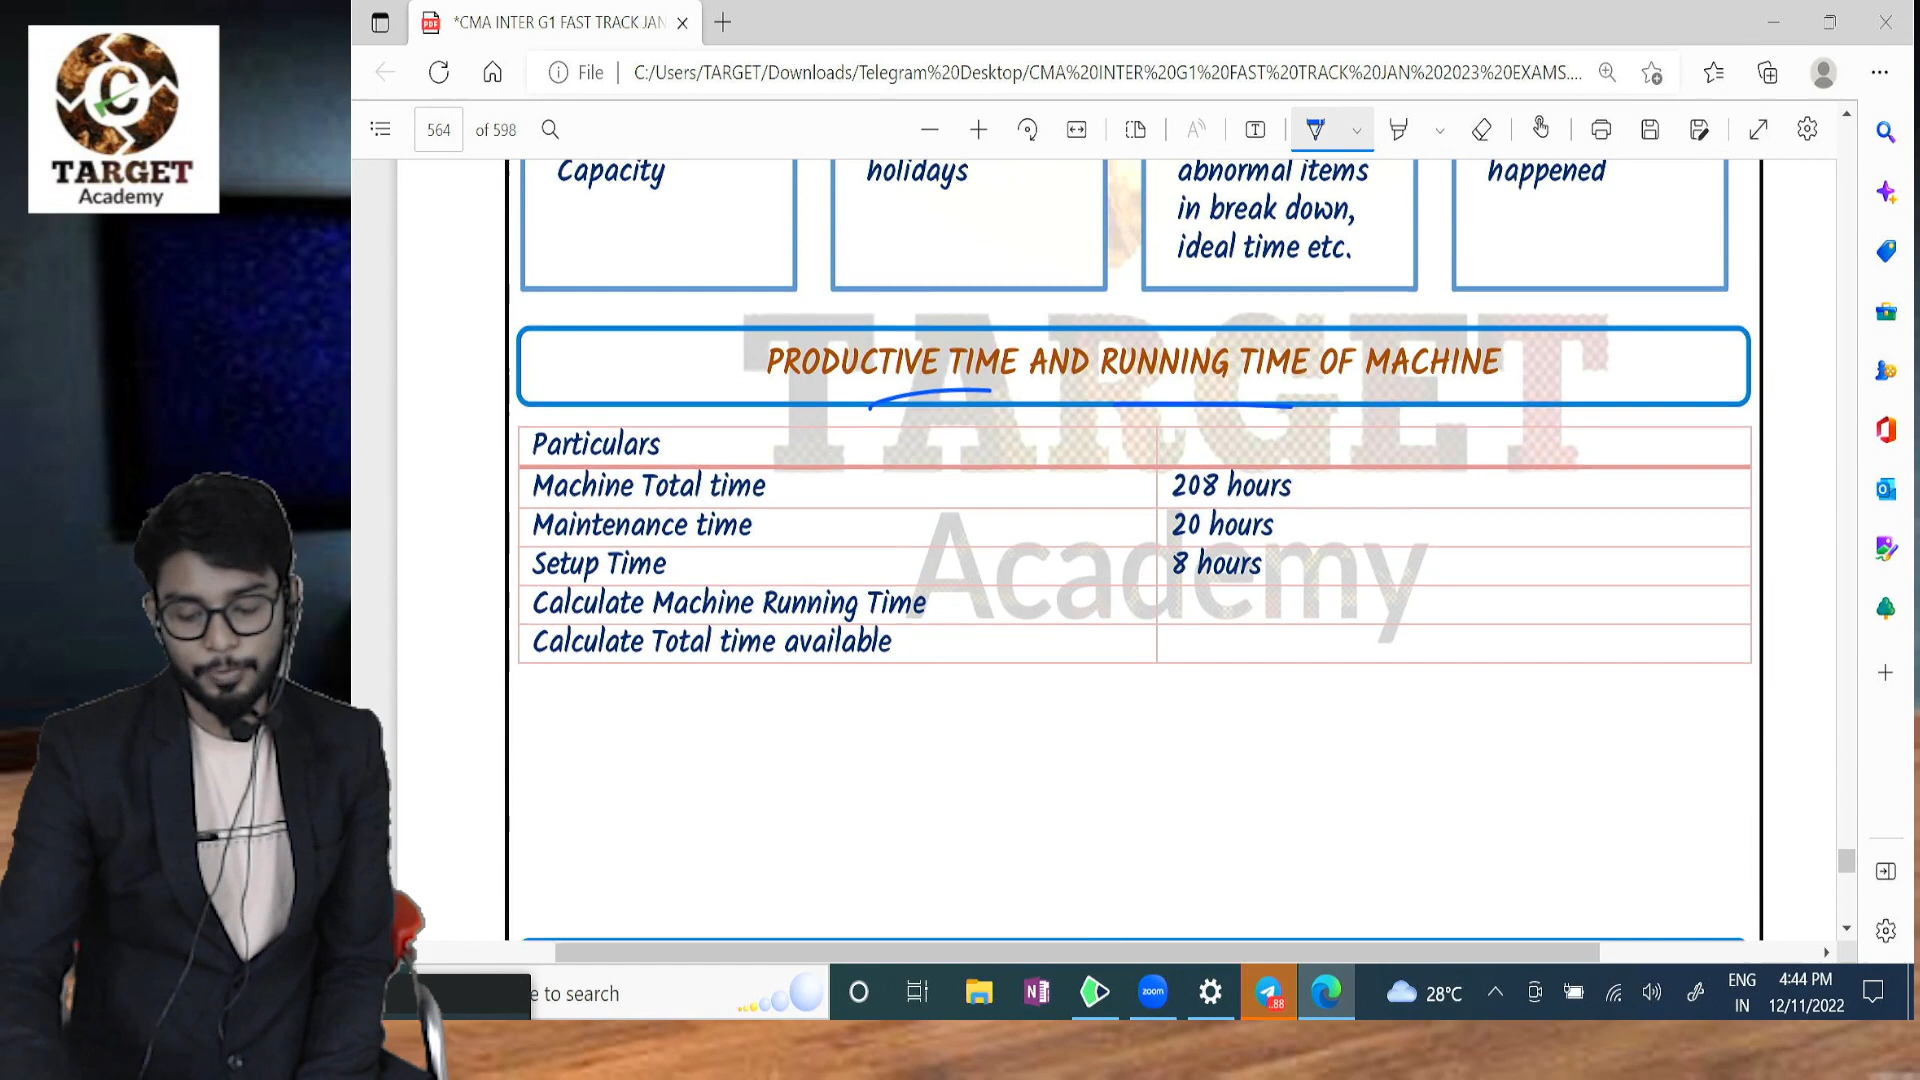 C
TARGET
Academy
*CMA INTER G1 FAST TRACK JAN
File
C:/Users/TARGET/Downloads/Telegram%20Desktop/CMA%20INTER%20G1%20FAST%20TRACK%20JAN%202023%20EXAMS....
564 of 598
Capacity
holidays
abnormal items
in break down,
ideal time etc.
happened
PRODUCTIVE TIME AND RUNNING TIME OF MACHINE
Particulars
Machine Total time 208 hours
Maintenance time 20 hours
Setup Time 8 hours
Calculate Machine Running Time
Calculate Total time available
TARGET
Academy
e to search
zoom
..88
28°C
ENG
IN
4:44 PM
12/11/2022